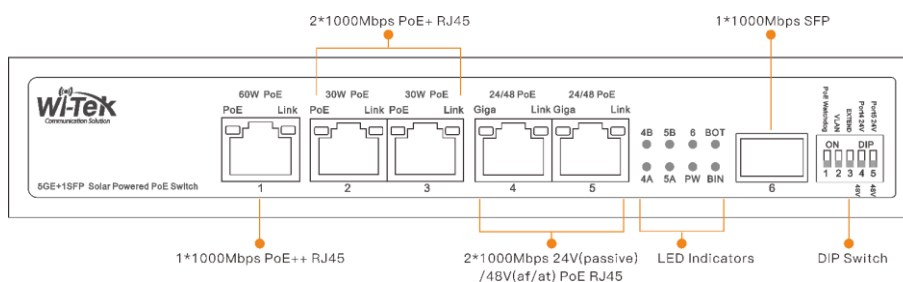 2*1000Mbps PoE+ RJ45
1*1000Mbps SFP
Wi-Tek
Communication Solution
60W PoE
30W PoE
30W PoE
24/48 PoE
24/48 PoE
PoE Link
PoE Link
PoE Link
Giga Link
Giga Link
4B 5B 6 BOT
4A 5A PW BIN
PoE Watchdog
VLAN
EXTEND
Port4 24V
Port5 24V
ON DIP
1 2 3 4 5
48V
48V
5GE+1SFP Solar Powered PoE Switch
1
2
3
4
5
6
1*1000Mbps PoE++ RJ45
2*1000Mbps 24V(passive)
/48V(af/at) PoE RJ45
LED Indicators
DIP Switch